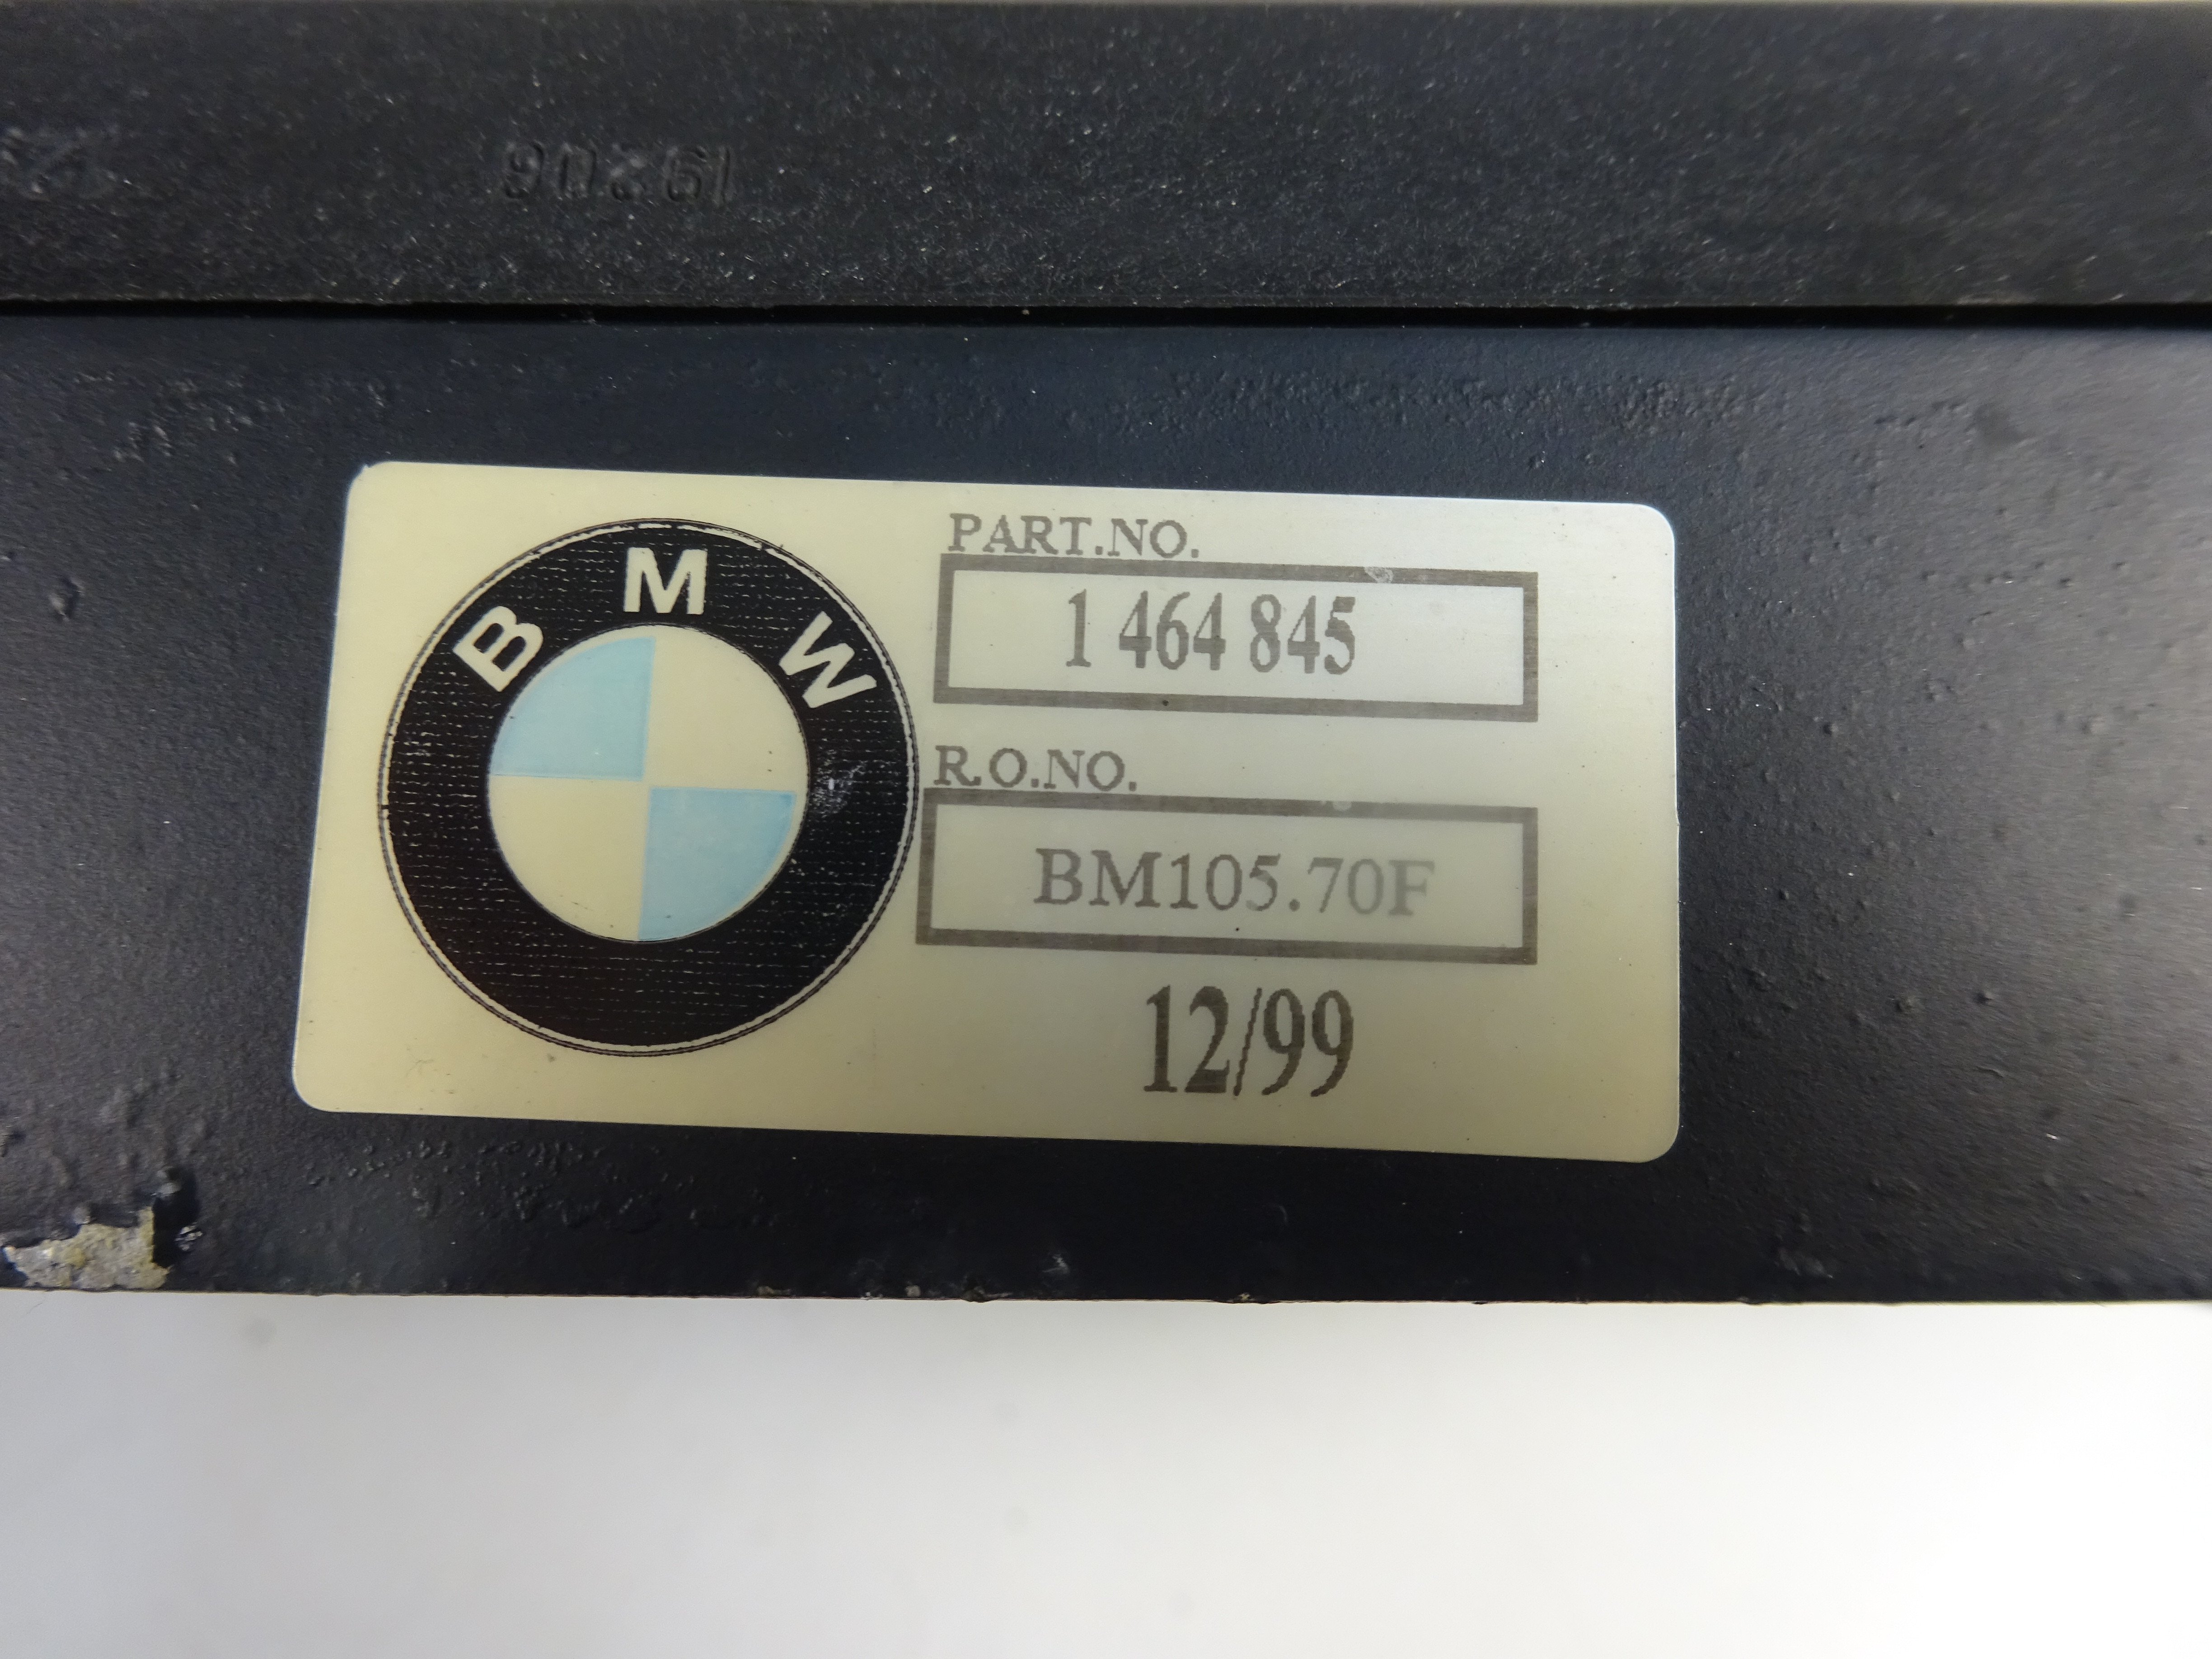 BMW
PART.NO.
1 464 845
R.O.NO.
BM105.70F
12/99